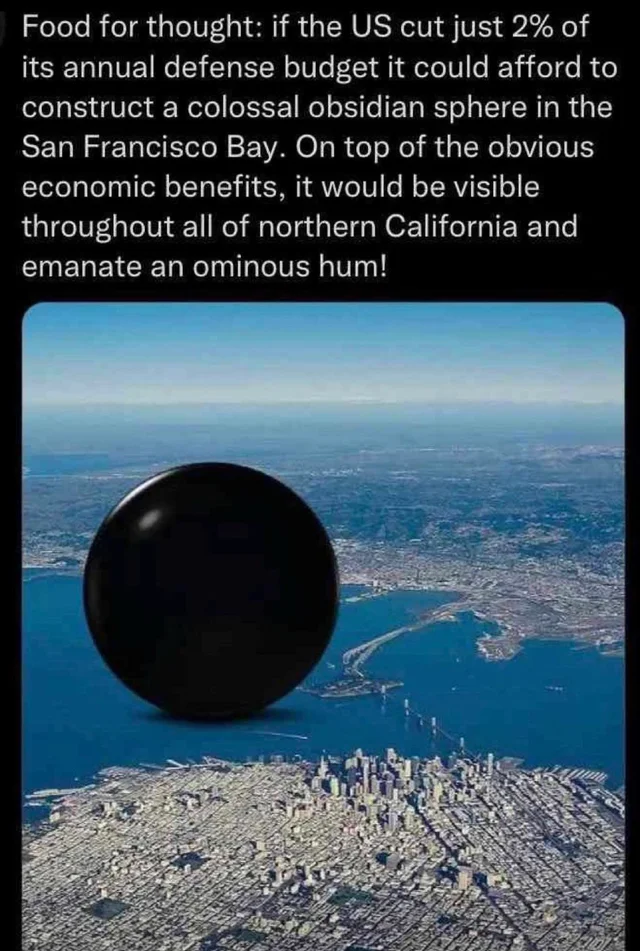 Food for thought: if the US cut just 2% of
its annual defense budget it could afford to
construct a colossal obsidian sphere in the
San Francisco Bay. On top of the obvious
economic benefits, it would be visible
throughout all of northern California and
emanate an ominous hum!